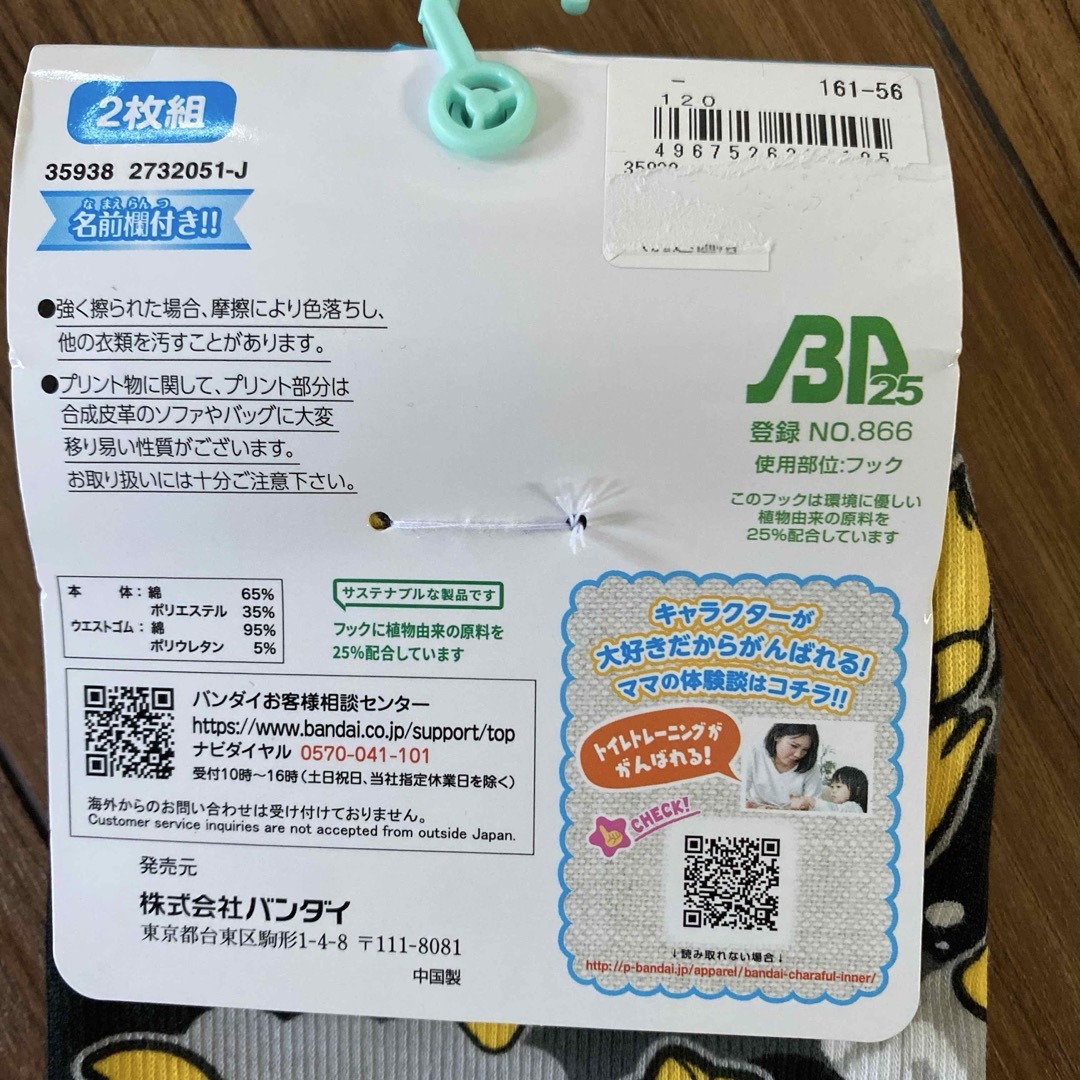 2枚組
35938 2732051-J
なまえらんつ
名前欄付き!!
120
161-56
●強く擦られた場合、摩擦により色落ちし、
他の衣類を汚すことがあります。
●プリント物に関して、プリント部分は
合成皮革のソファやバッグに大変
移り易い性質がございます。
お取り扱いには十分ご注意下さい。
BP25
登録 NO.866
使用部位:フック
このフックは環境に優しい
植物由来の原料を
25%配合しています
本 体:綿 65%
ポリエステル 35%
ウエストゴム:綿 95%
ポリウレタン 5%
サステナブルな製品です
フックに植物由来の原料を
25%配合しています
バンダイお客様相談センター
https://www.bandai.co.jp/support/top
ナビダイヤル 0570-041-101
受付10時～16時(土日祝日、当社指定休業日を除く)
海外からのお問い合わせは受け付けておりません。
Customer service inquiries are not accepted from outside Japan.
発売元
株式会社バンダイ
東京都台東区駒形1-4-8 〒111-8081
中国製
キャラクターが
大好きだからがんばれる!
ママの体験談はコチラ!!
トイレトレーニングが
がんばれる!
CHECK!
↓読み取れない場合↓
http://p-bandai.jp/apparel/bandai-charaful-inner/